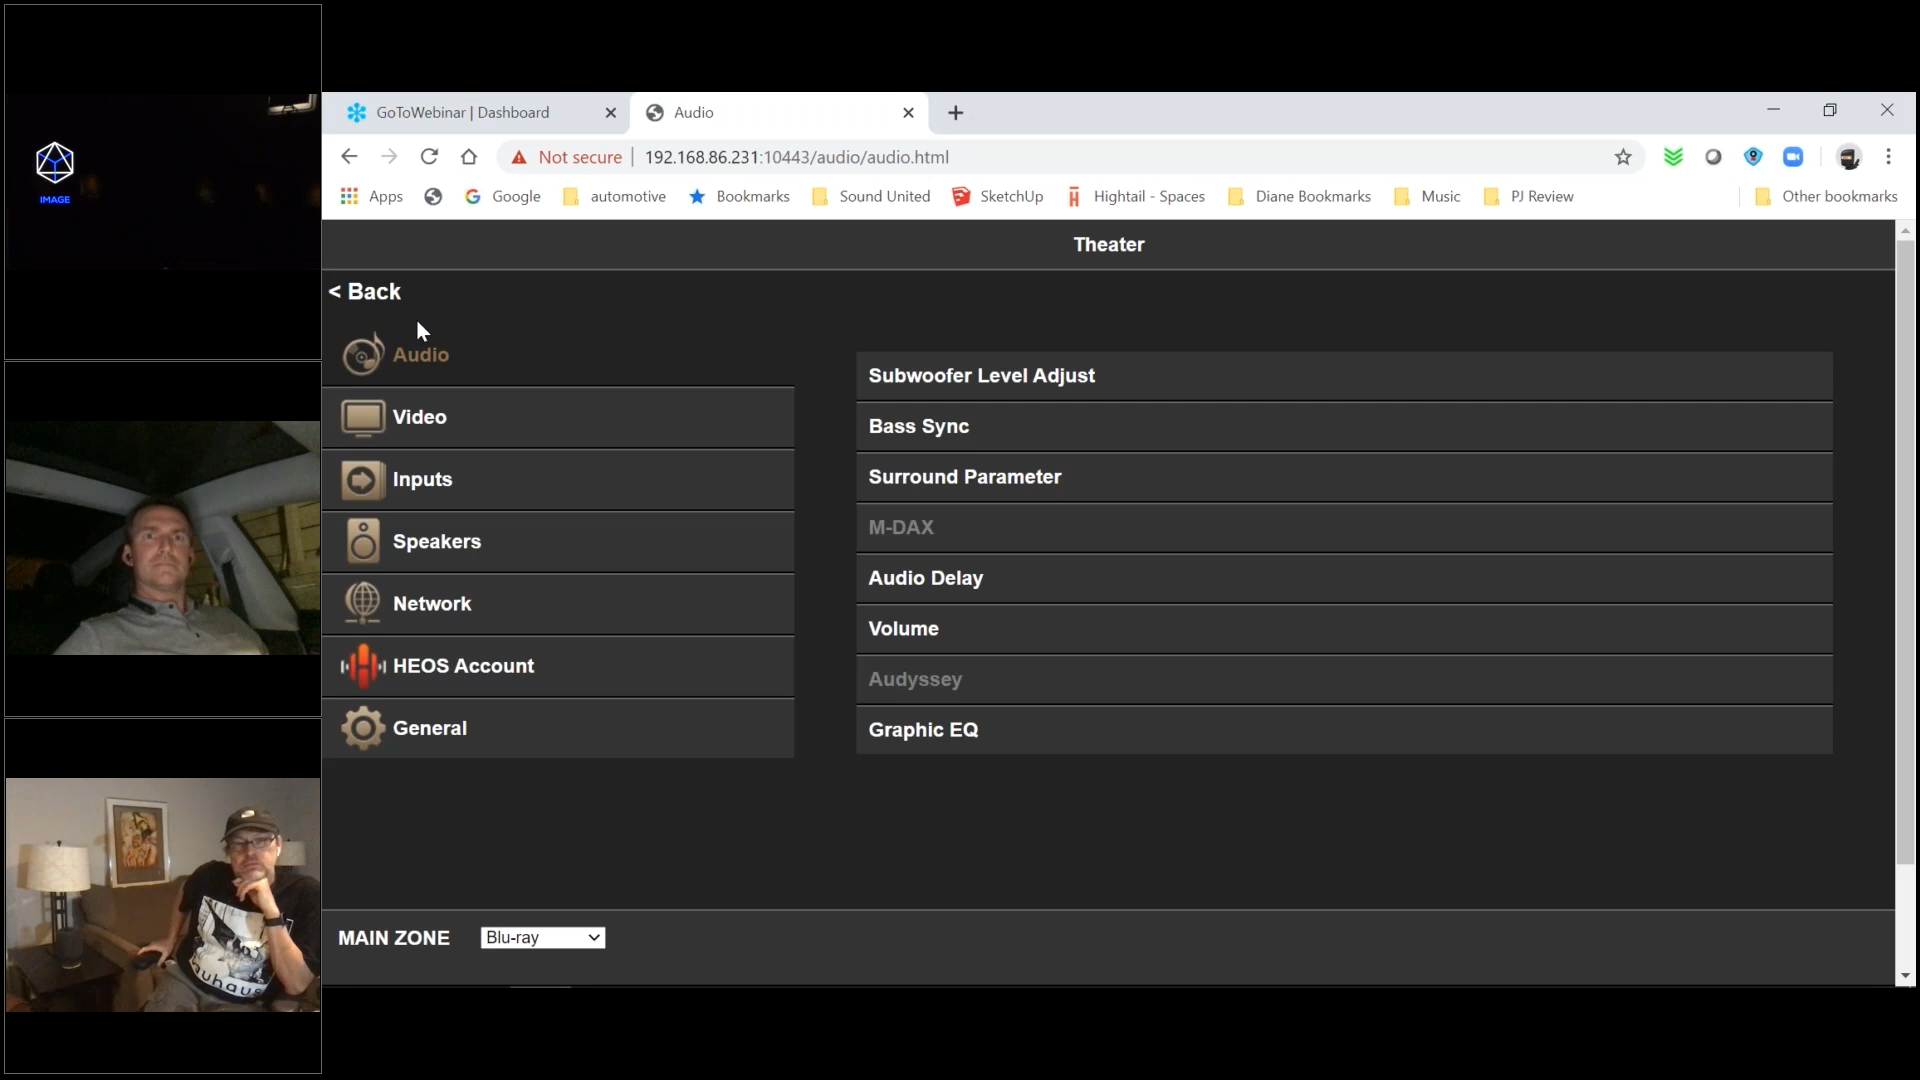 IMAGE
GoToWebinar | Dashboard
Audio
Not secure
192.168.86.231:10443/audio/audio.html
Apps
Google
automotive
Bookmarks
Sound United
SketchUp
Hightail - Spaces
Diane Bookmarks
Music
PJ Review
Other bookmarks
Theater
< Back
Audio
Video
Inputs
Speakers
Network
HEOS Account
General
Subwoofer Level Adjust
Bass Sync
Surround Parameter
M-DAX
Audio Delay
Volume
Audyssey
Graphic EQ
MAIN ZONE
Blu-ray